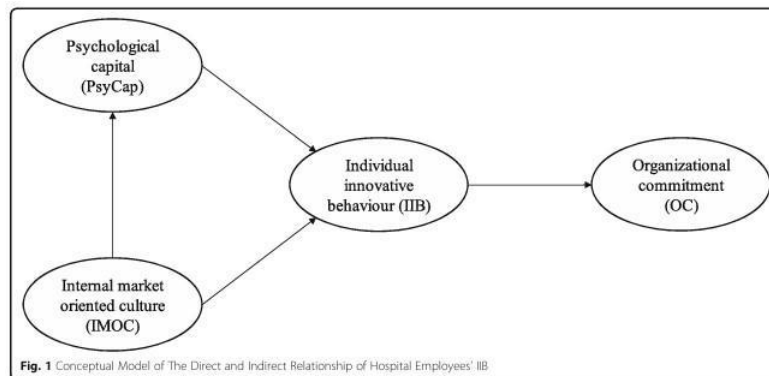 Psychological
capital
(PsyCap)
Individual
innovative
behaviour (IIB)
Organizational
commitment
(OC)
Internal market
oriented culture
(IMOC)
Fig. 1 Conceptual Model of The Direct and Indirect Relationship of Hospital Employees' IIB